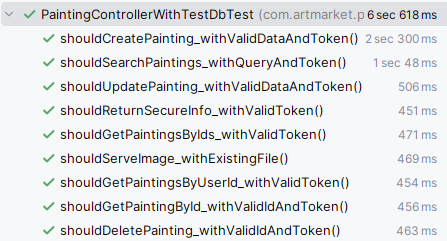 PaintingControllerWithTestDbTest (com.artmarket.p 6 sec 618 ms
shouldCreatePainting_withValidDataAndToken() 2 sec 300 ms
shouldSearchPaintings_withQueryAndToken() 1 sec 48 ms
shouldUpdatePainting_withValidDataAndToken() 506 ms
shouldReturnSecureInfo_withValidToken() 451 ms
shouldGetPaintingsByIds_withValidToken() 471 ms
shouldServeImage_withExistingFile() 469 ms
shouldGetPaintingsByUserId_withValidToken() 454 ms
shouldGetPaintingById_withValidIdAndToken() 456 ms
shouldDeletePainting_withValidIdAndToken() 463 ms